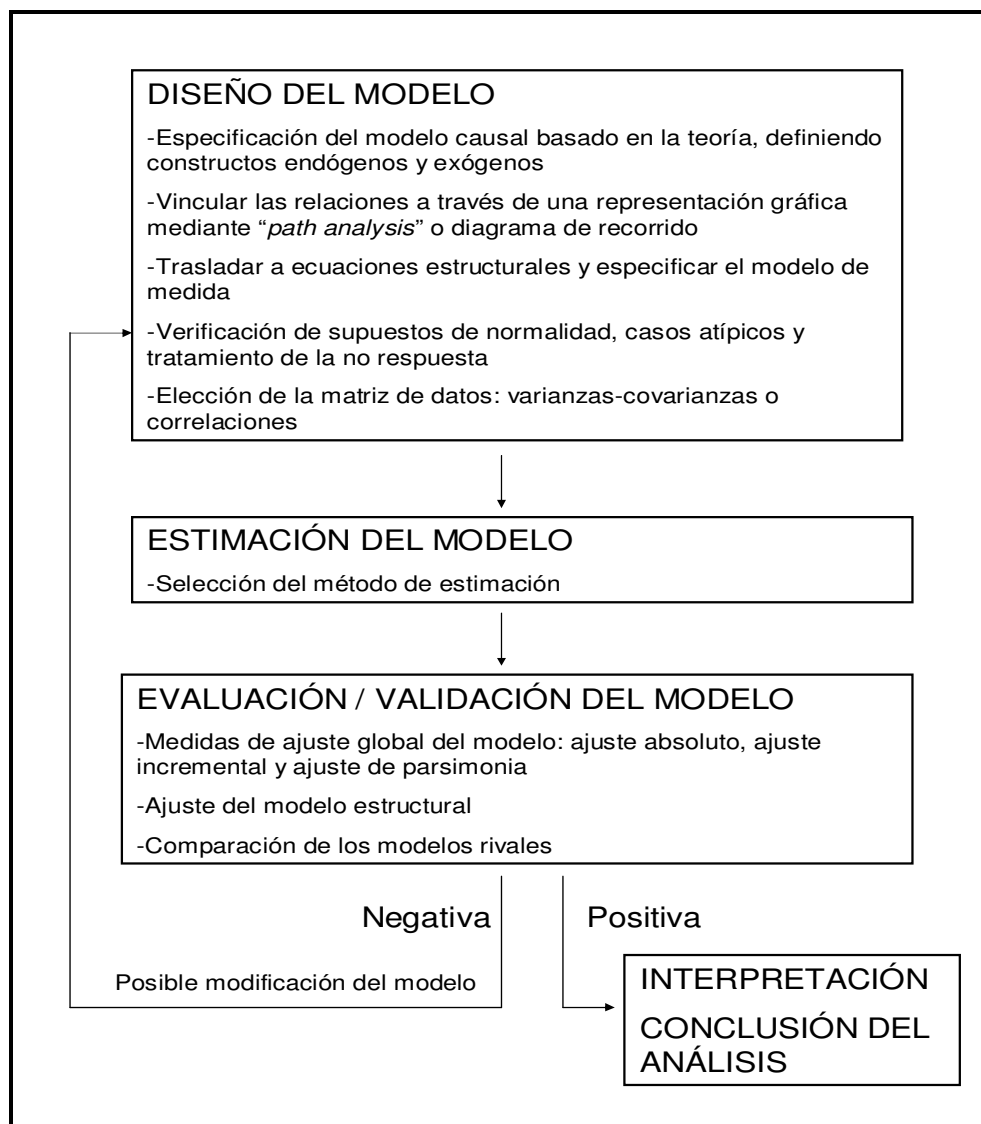 DISEÑO DEL MODELO
-Especificación del modelo causal basado en la teoría, definiendo
constructos endógenos y exógenos
-Vincular las relaciones a través de una representación gráfica
mediante “path analysis” o diagrama de recorrido
-Trasladar a ecuaciones estructurales y especificar el modelo de
medida
-Verificación de supuestos de normalidad, casos atípicos y
tratamiento de la no respuesta
-Elección de la matriz de datos: varianzas-covarianzas o
correlaciones
ESTIMACIÓN DEL MODELO
-Selección del método de estimación
EVALUACIÓN / VALIDACIÓN DEL MODELO
-Medidas de ajuste global del modelo: ajuste absoluto, ajuste
incremental y ajuste de parsimonia
-Ajuste del modelo estructural
-Comparación de los modelos rivales
Negativa
Positiva
Posible modificación del modelo
INTERPRETACIÓN
CONCLUSIÓN DEL
ANÁLISIS